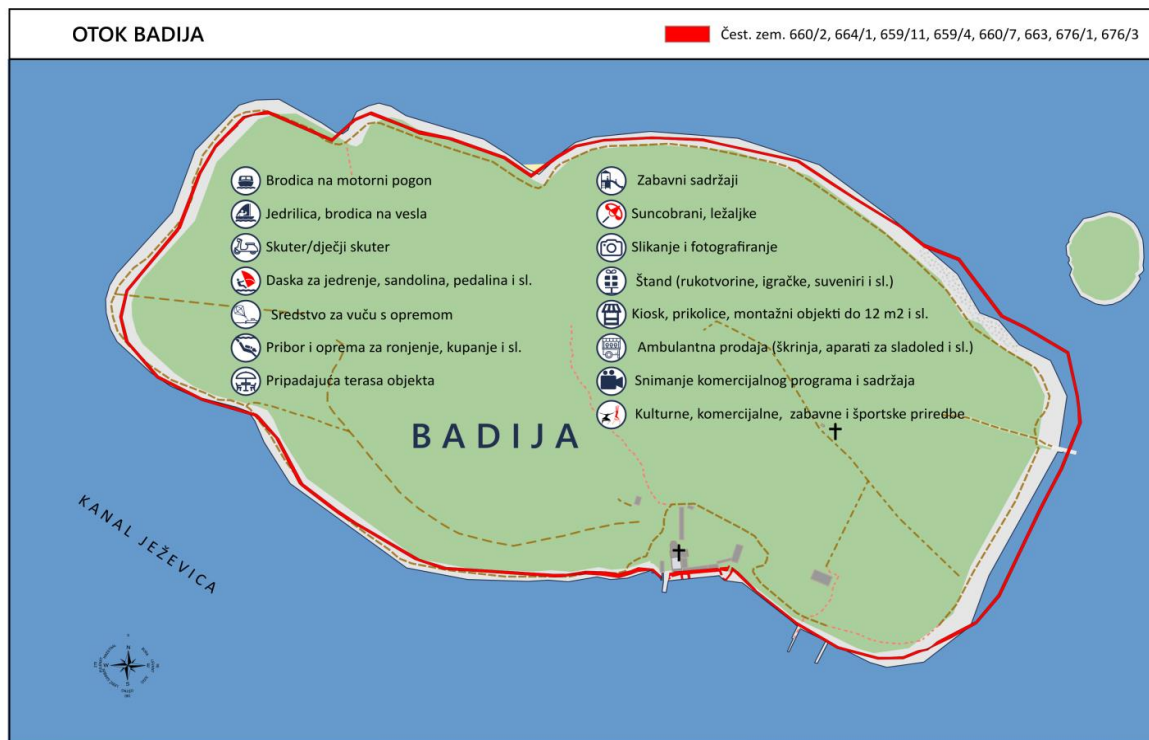 OTOK BADIJA
Čest. zem. 660/2, 664/1, 659/11, 659/4, 660/7, 663, 676/1, 676/3
Brodica na motorni pogon
Jedrilica, brodica na vesla
Skuter/dječji skuter
Daska za jedrenje, sandolina, pedalina i sl.
Sredstvo za vuču s opremom
Pribor i oprema za ronjenje, kupanje i sl.
Pripadajuća terasa objekta
Zabavni sadržaji
Suncobrani, ležaljke
Slikanje i fotografiranje
Štand (rukotvorine, igračke, suveniri i sl.)
Kiosk, prikolice, montažni objekti do 12 m2 i sl.
Ambulantna prodaja (škrinja, aparati za sladoled i sl.)
Snimanje komercijalnog programa i sadržaja
Kulturne, komercijalne, zabavne i športske priredbe
BADIJA
KANAL JEŽEVICA